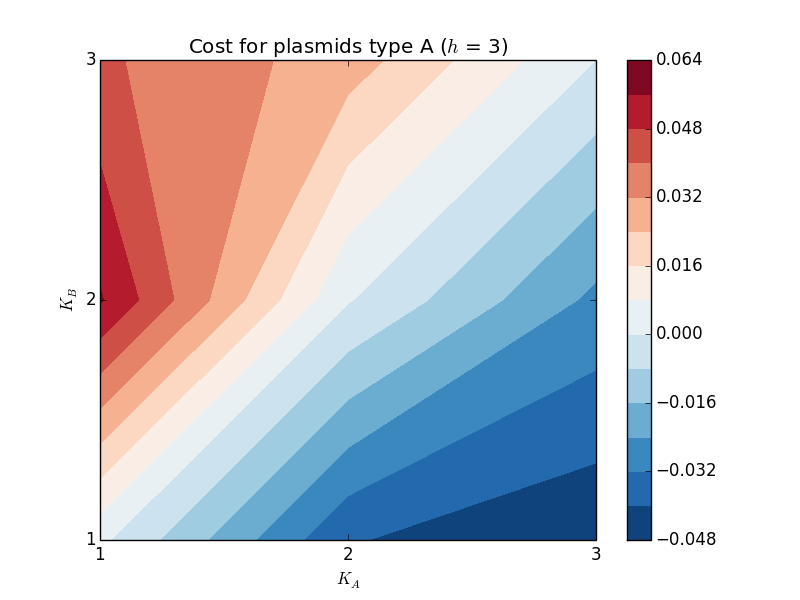 Cost for plasmids type A (h = 3)
3
2
1
K_B
1 2 3
K_A
0.064
0.048
0.032
0.016
0.000
−0.016
−0.032
−0.048